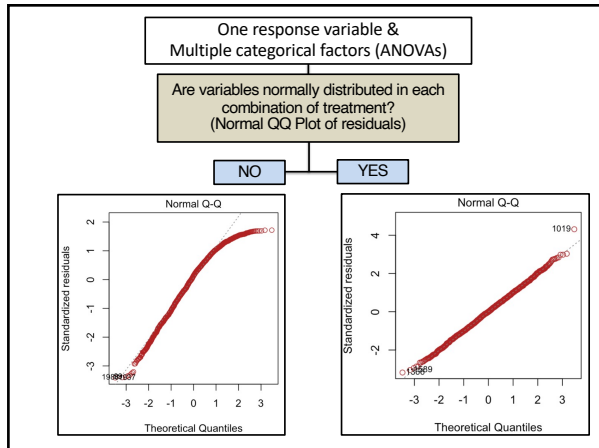 One response variable &
Multiple categorical factors (ANOVAs)
Are variables normally distributed in each
combination of treatment?
(Normal QQ Plot of residuals)
NO
YES
Normal Q-Q
Standardized residuals
2
1
0
-1
-2
-3
-3 -2 -1 0 1 2 3
Theoretical Quantiles
Normal Q-Q
1019
Standardized residuals
4
2
0
-2
-3 -2 -1 0 1 2 3
Theoretical Quantiles